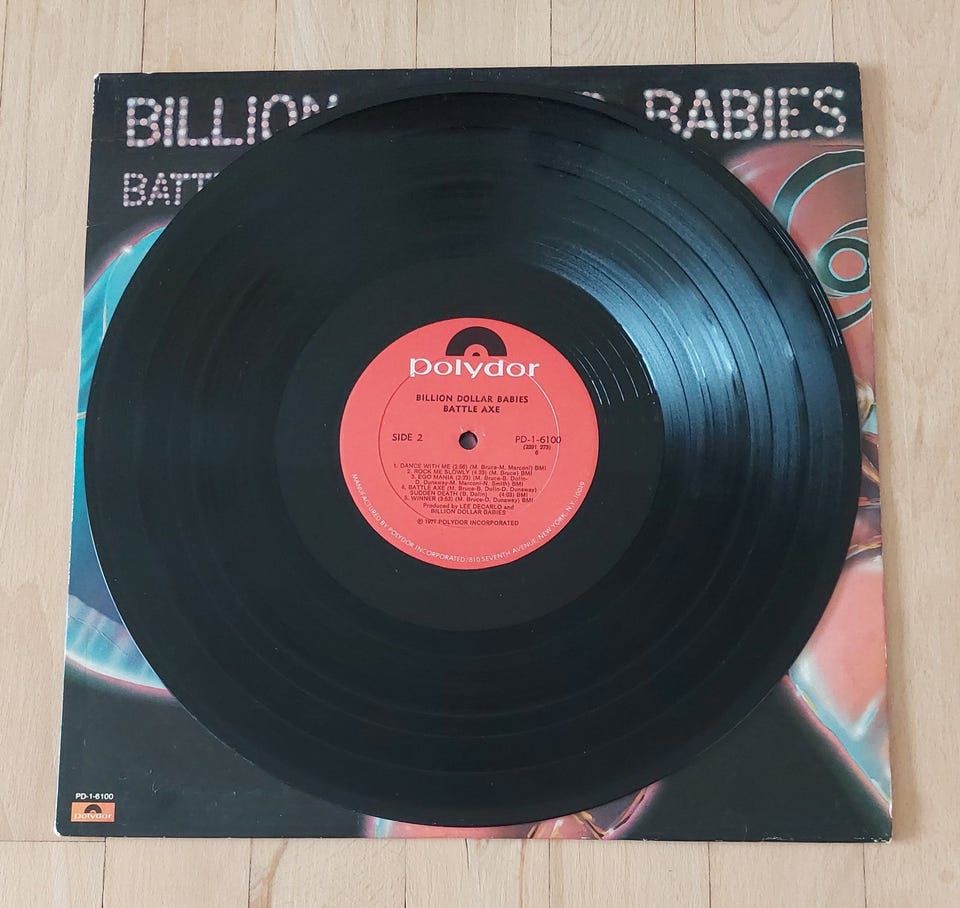 BILLION BABIES
BATT
polydor
BILLION DOLLAR BABIES
BATTLE AXE
SIDE 2
PD-1-6100
(2391 273)
6
1. DANCE WITH ME (2:56) (M. Bruce-M. Marconi) BMI
2. ROCK ME SLOWLY (4:39) (M. Bruce) BMI
3. EGO MANIA (3:23) (M. Bruce-B. Dolin-
D. Dunaway-M. Marconi-N. Smith) BMI
4. BATTLE AXE (M. Bruce-B. Dolin-D. Dunaway)
SUDDEN DEATH (B. Dolin) (4:03) BMI
5. WINNER (3:53) (M. Bruce-D. Dunaway) BMI
Produced by LEE DECARLO and
BILLION DOLLAR BABIES
℗ 1977 POLYDOR INCORPORATED
MANUFACTURED BY POLYDOR INCORPORATED/810 SEVENTH AVENUE/NEW YORK, N.Y. 10019
PD-1-6100
polydor